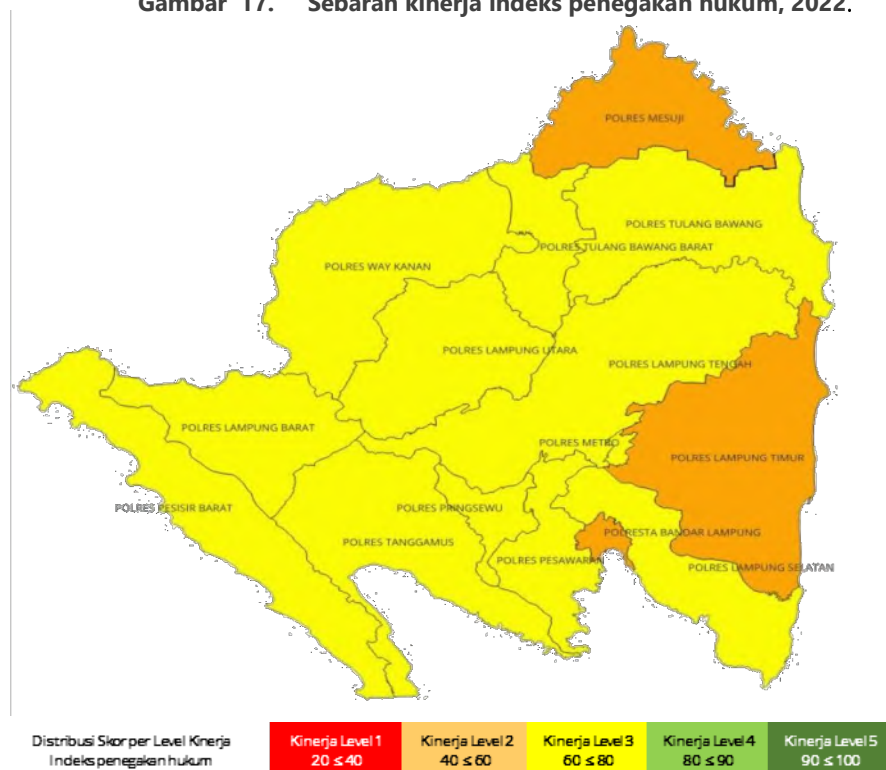 Gambar 17. Sebaran kinerja Indeks penegakan hukum, 2022.
POLRES MESUJI
POLRES TULANG BAWANG
POLRES TULANG BAWANG BARAT
POLRES WAY KANAN
POLRES LAMPUNG UTARA
POLRES LAMPUNG TENGAH
POLRES LAMPUNG BARAT
POLRES METRO
POLRES LAMPUNG TIMUR
POLRES PESISIR BARAT
POLRES PRINGSEWU
POLRESTA BANDAR LAMPUNG
POLRES TANGGAMUS
POLRES PESAWARAN
POLRES LAMPUNG SELATAN
Distribusi Skor per Level Kinerja
Indeks penegakan hukum
Kinerja Level 1
20 ≤ 40
Kinerja Level 2
40 ≤ 60
Kinerja Level 3
60 ≤ 80
Kinerja Level 4
80 ≤ 90
Kinerja Level 5
90 ≤ 100